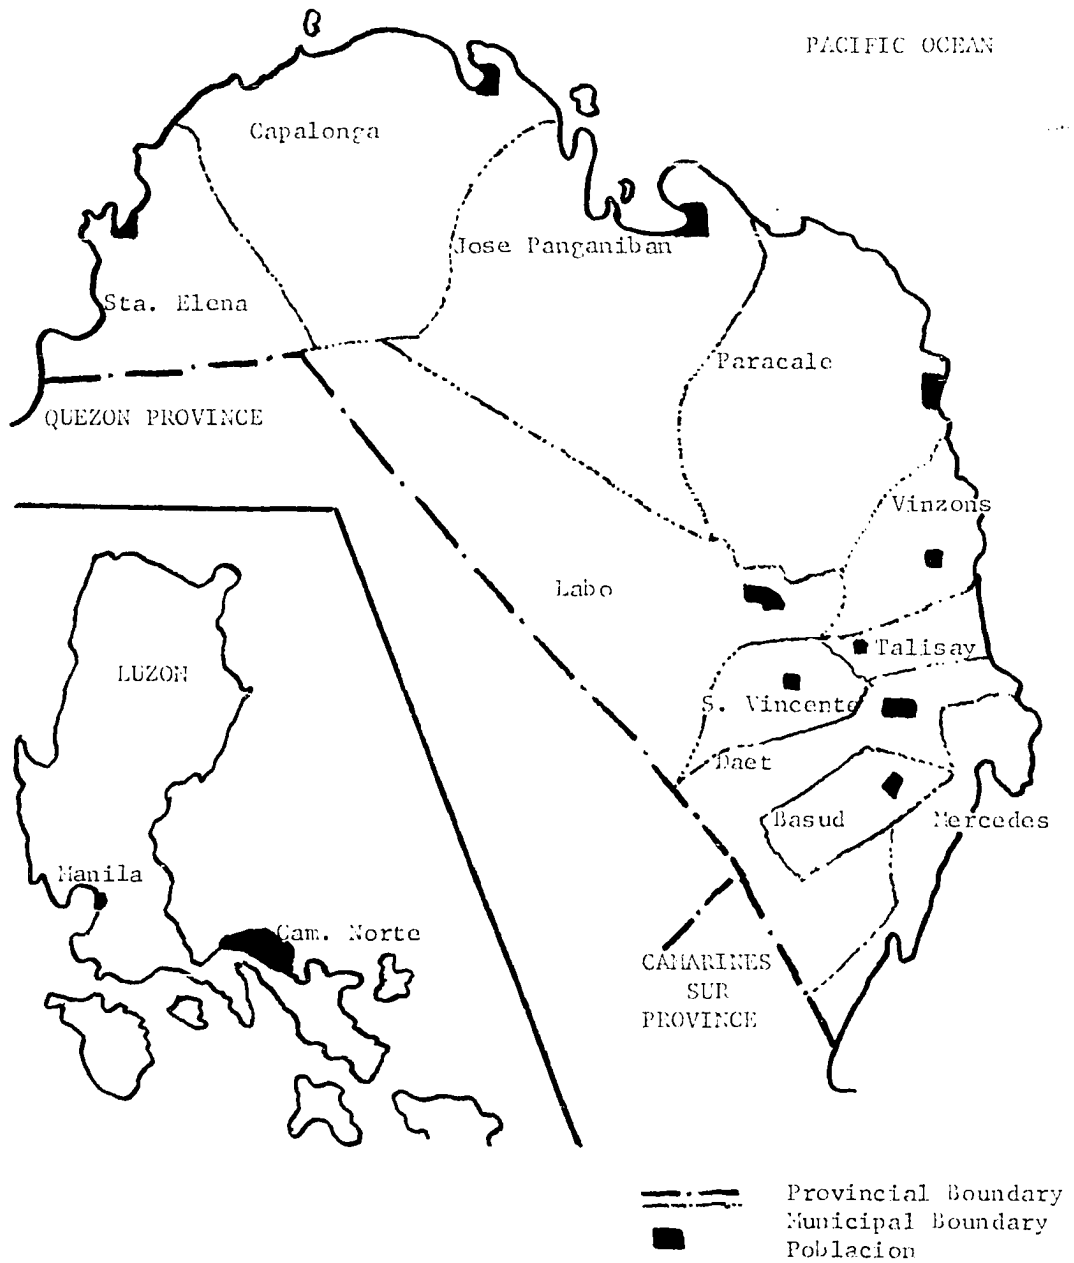 PACIFIC OCEAN
Capalonga
Jose Panganiban
Sta. Elena
Paracale
QUEZON PROVINCE
Vinzons
Labo
Talisay
LUZON
S. Vincente
Daet
Basud
Mercedes
Manila
Cam. Norte
CAMARINES
SUR
PROVINCE
Provincial Boundary
Municipal Boundary
Poblacion